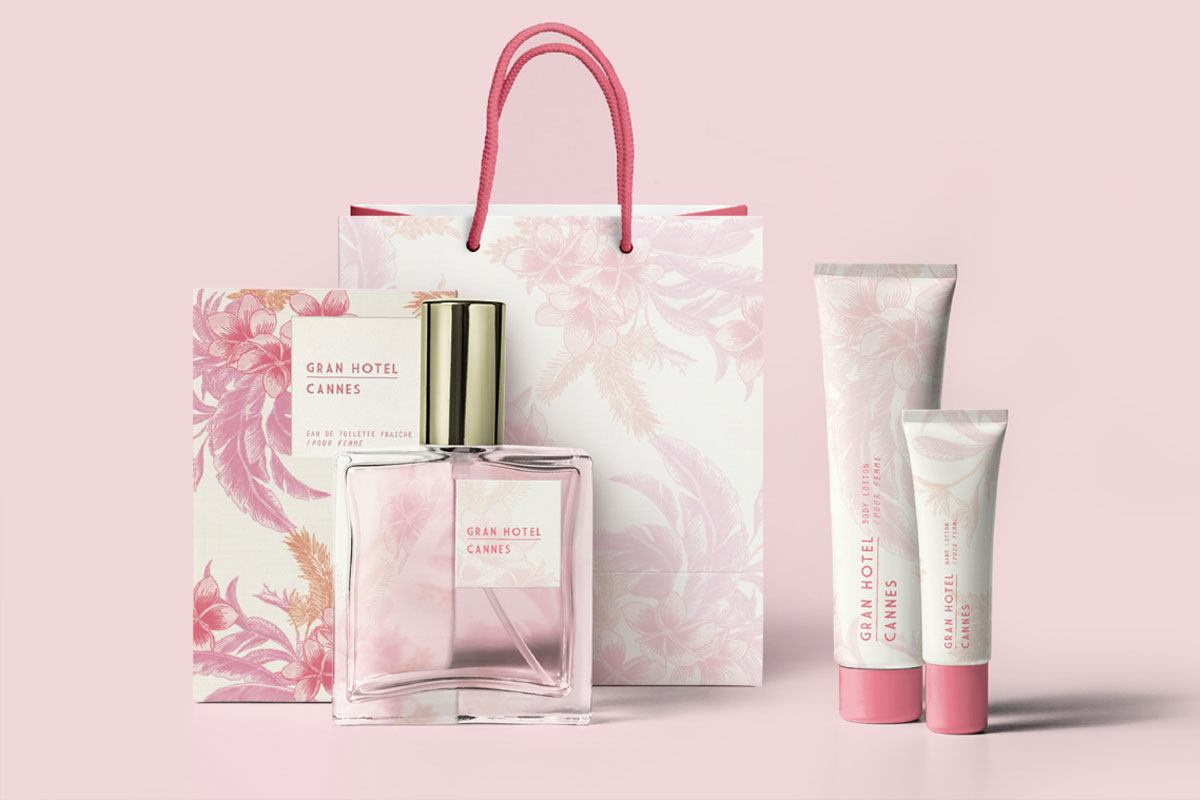 GRAN HOTEL
CANNES
EAU DE TOILETTE FRAICHE
/POUR FEMME
GRAN HOTEL
CANNES
GRAN HOTEL
CANNES
BODY LOTION
/POUR FEMME
GRAN HOTEL
CANNES
HAND LOTION
/POUR FEMME